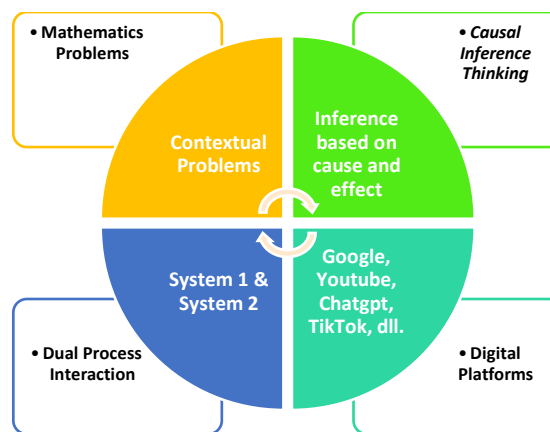 • Mathematics
Problems
• Causal
Inference
Thinking
Contextual
Problems
Inference
based on
cause and
effect
System 1 &
System 2
Google,
Youtube,
Chatgpt,
TikTok, dll.
• Dual Process
Interaction
• Digital
Platforms